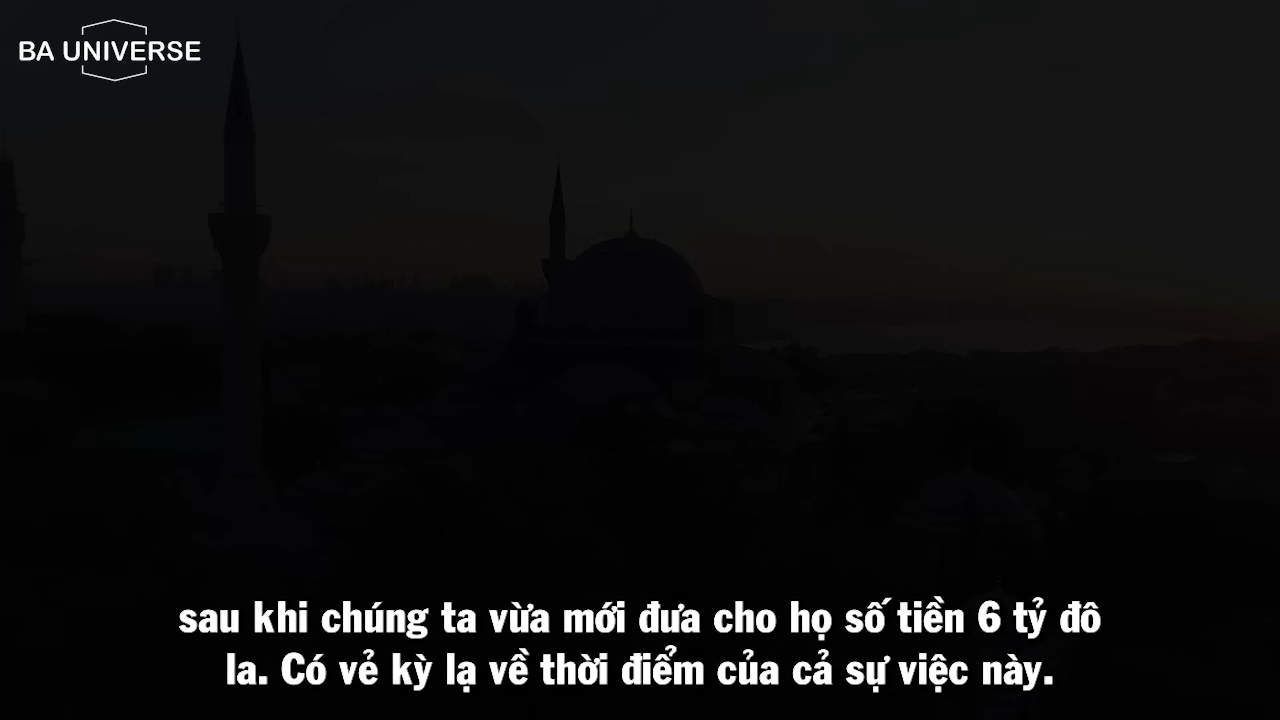 BA UNIVERSE
sau khi chúng ta vừa mới đưa cho họ số tiền 6 tỷ đô
la. Có vẻ kỳ lạ về thời điểm của cả sự việc này.